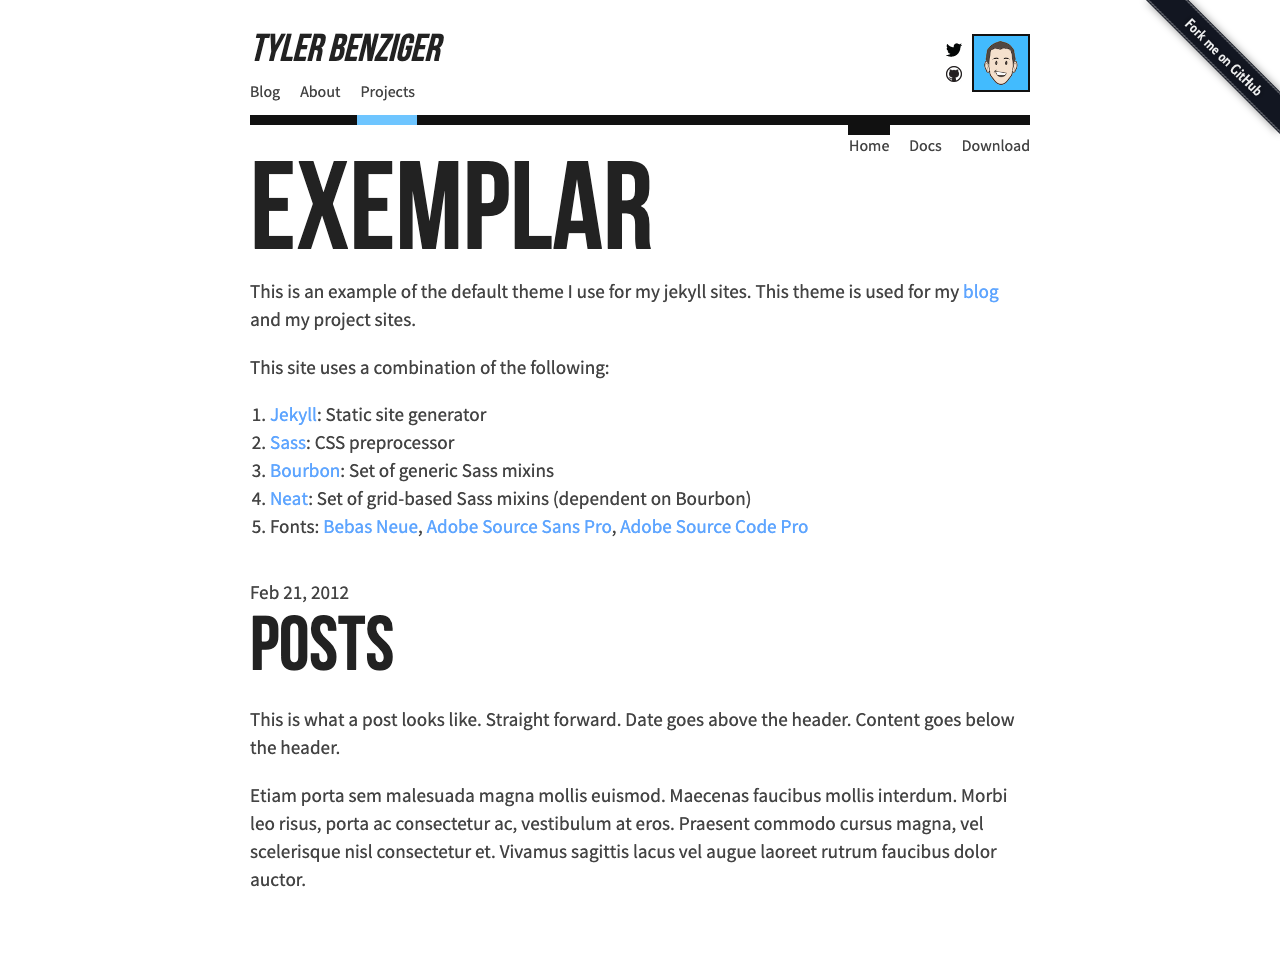 TYLER BENZIGER
Blog About Projects
Fork me on GitHub
Home Docs Download
EXEMPLAR
This is an example of the default theme I use for my jekyll sites. This theme is used for my blog
and my project sites.
This site uses a combination of the following:
1. Jekyll: Static site generator
2. Sass: CSS preprocessor
3. Bourbon: Set of generic Sass mixins
4. Neat: Set of grid-based Sass mixins (dependent on Bourbon)
5. Fonts: Bebas Neue, Adobe Source Sans Pro, Adobe Source Code Pro
Feb 21, 2012
POSTS
This is what a post looks like. Straight forward. Date goes above the header. Content goes below
the header.
Etiam porta sem malesuada magna mollis euismod. Maecenas faucibus mollis interdum. Morbi
leo risus, porta ac consectetur ac, vestibulum at eros. Praesent commodo cursus magna, vel
scelerisque nisl consectetur et. Vivamus sagittis lacus vel augue laoreet rutrum faucibus dolor
auctor.